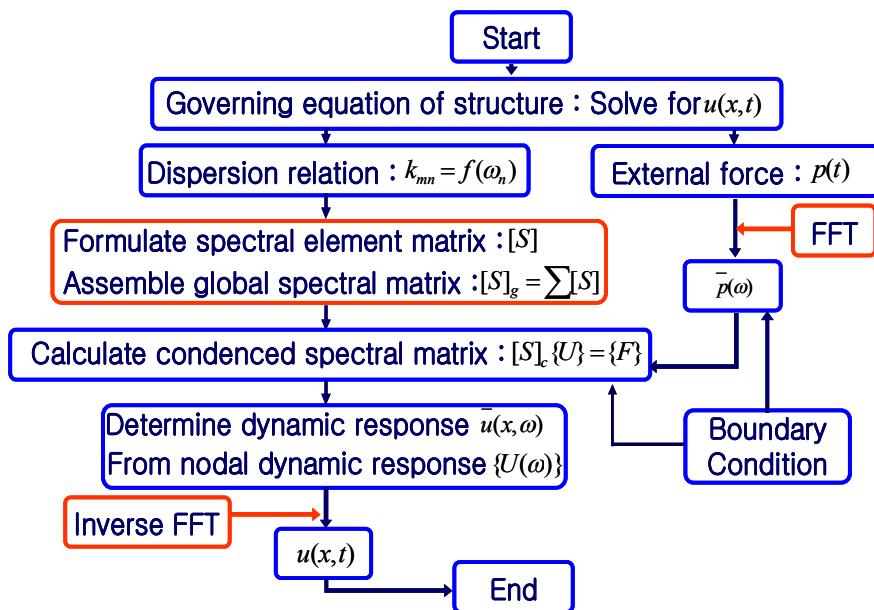 Start
Governing equation of structure : Solve for u(x,t)
Dispersion relation : kₘₙ = f(ωₙ)
External force : p(t)
Formulate spectral element matrix : [S]
Assemble global spectral matrix : [S]_g = ∑[S]
FFT
p̄(ω)
Calculate condenced spectral matrix : [S]_c {U} = {F}
Determine dynamic response ū(x,ω)
From nodal dynamic response {U(ω)}
Boundary
Condition
Inverse FFT
u(x,t)
End